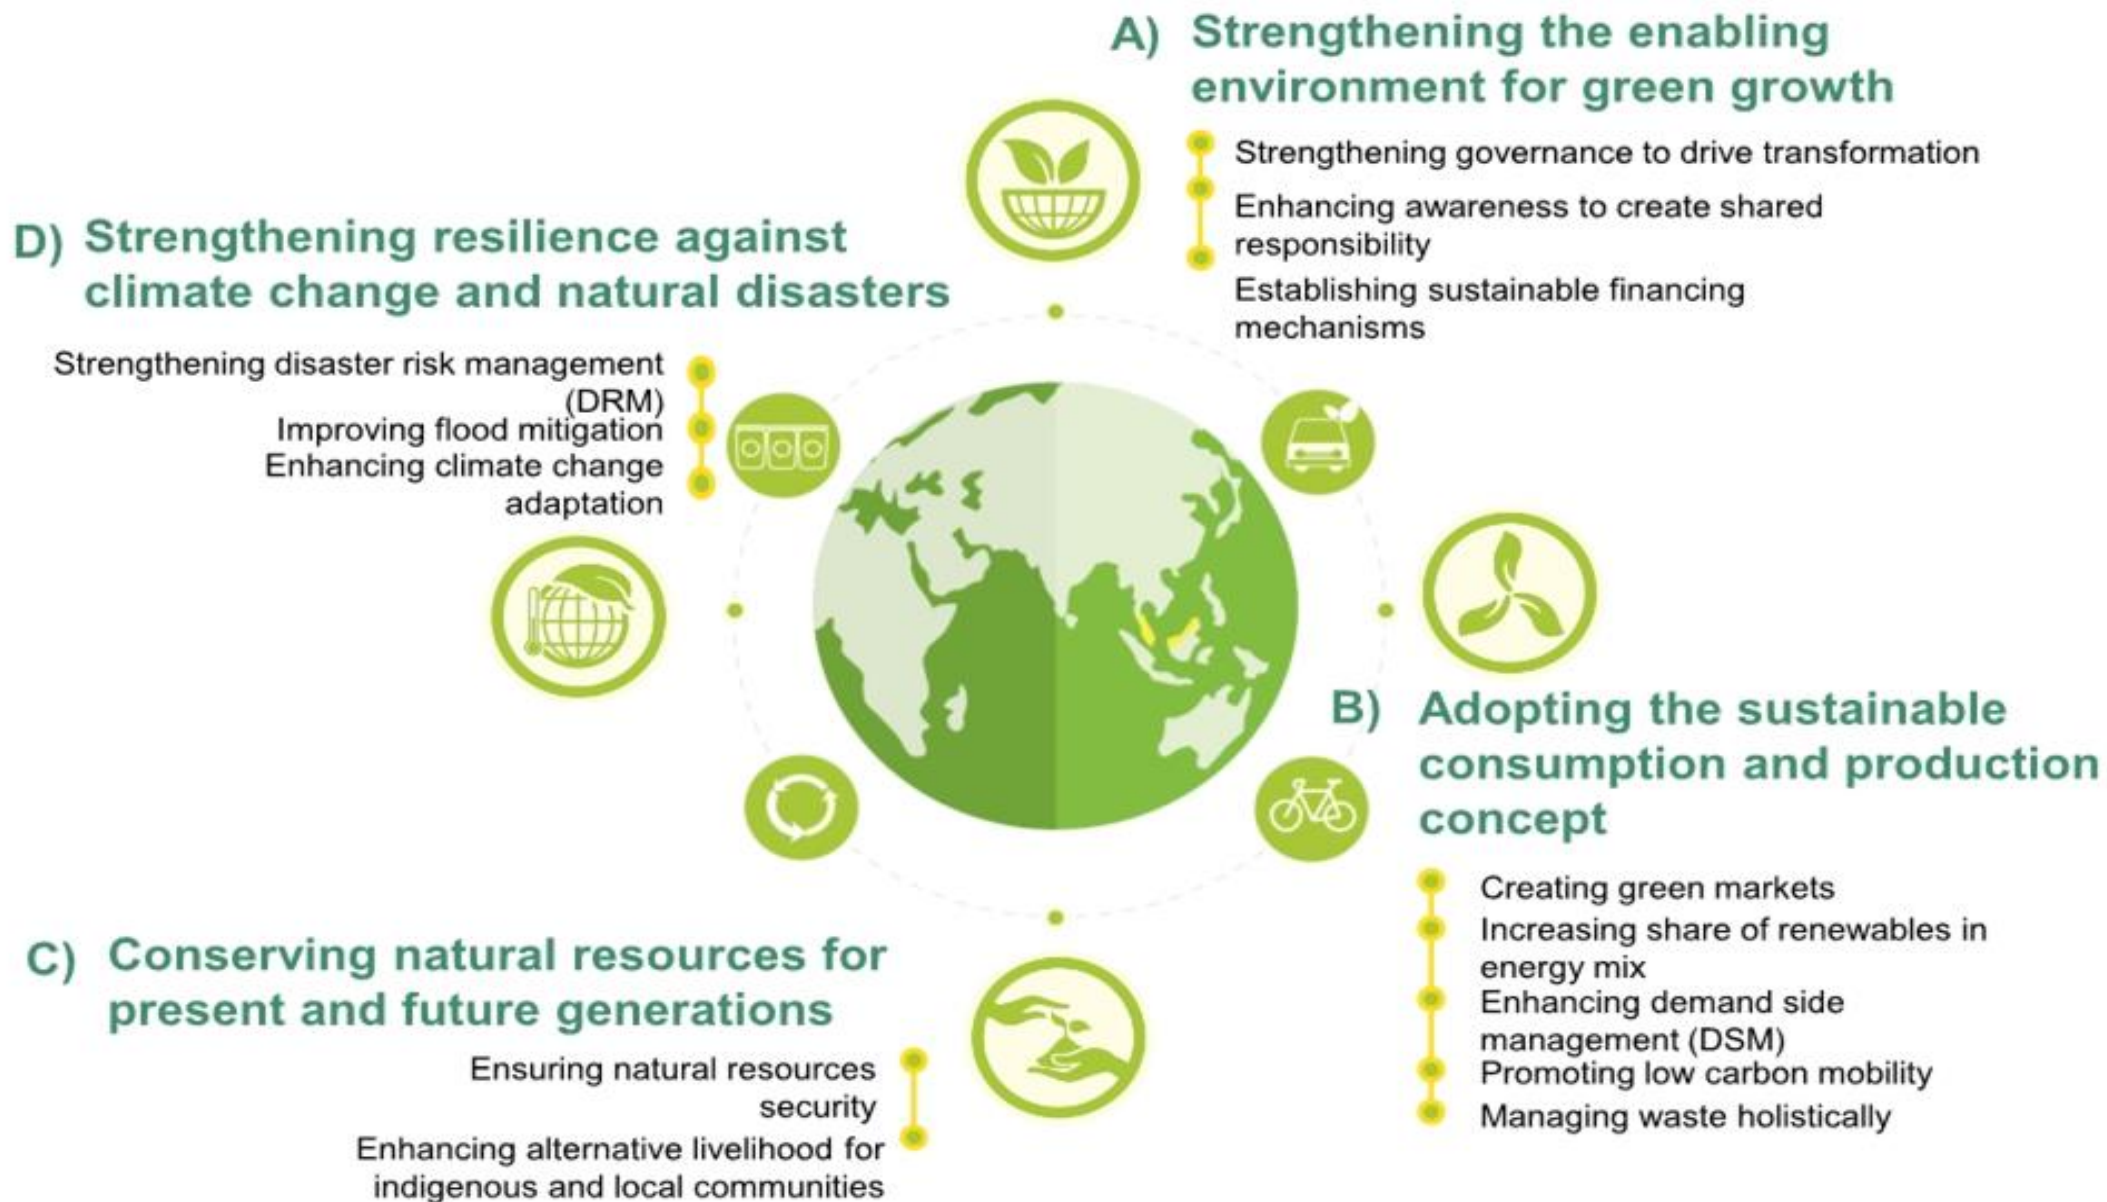 A) Strengthening the enabling
environment for green growth
Strengthening governance to drive transformation
Enhancing awareness to create shared
responsibility
Establishing sustainable financing
mechanisms
B) Adopting the sustainable
consumption and production
concept
Creating green markets
Increasing share of renewables in
energy mix
Enhancing demand side
management (DSM)
Promoting low carbon mobility
Managing waste holistically
C) Conserving natural resources for
present and future generations
Ensuring natural resources
security
Enhancing alternative livelihood for
indigenous and local communities
D) Strengthening resilience against
climate change and natural disasters
Strengthening disaster risk management
(DRM)
Improving flood mitigation
Enhancing climate change
adaptation